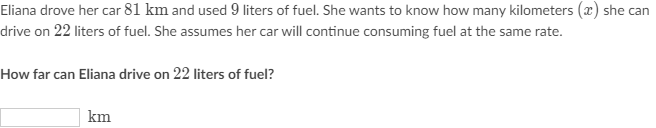 Eliana drove her car 81 km and used 9 liters of fuel. She wants to know how many kilometers (x) she can
drive on 22 liters of fuel. She assumes her car will continue consuming fuel at the same rate.
How far can Eliana drive on 22 liters of fuel?
km